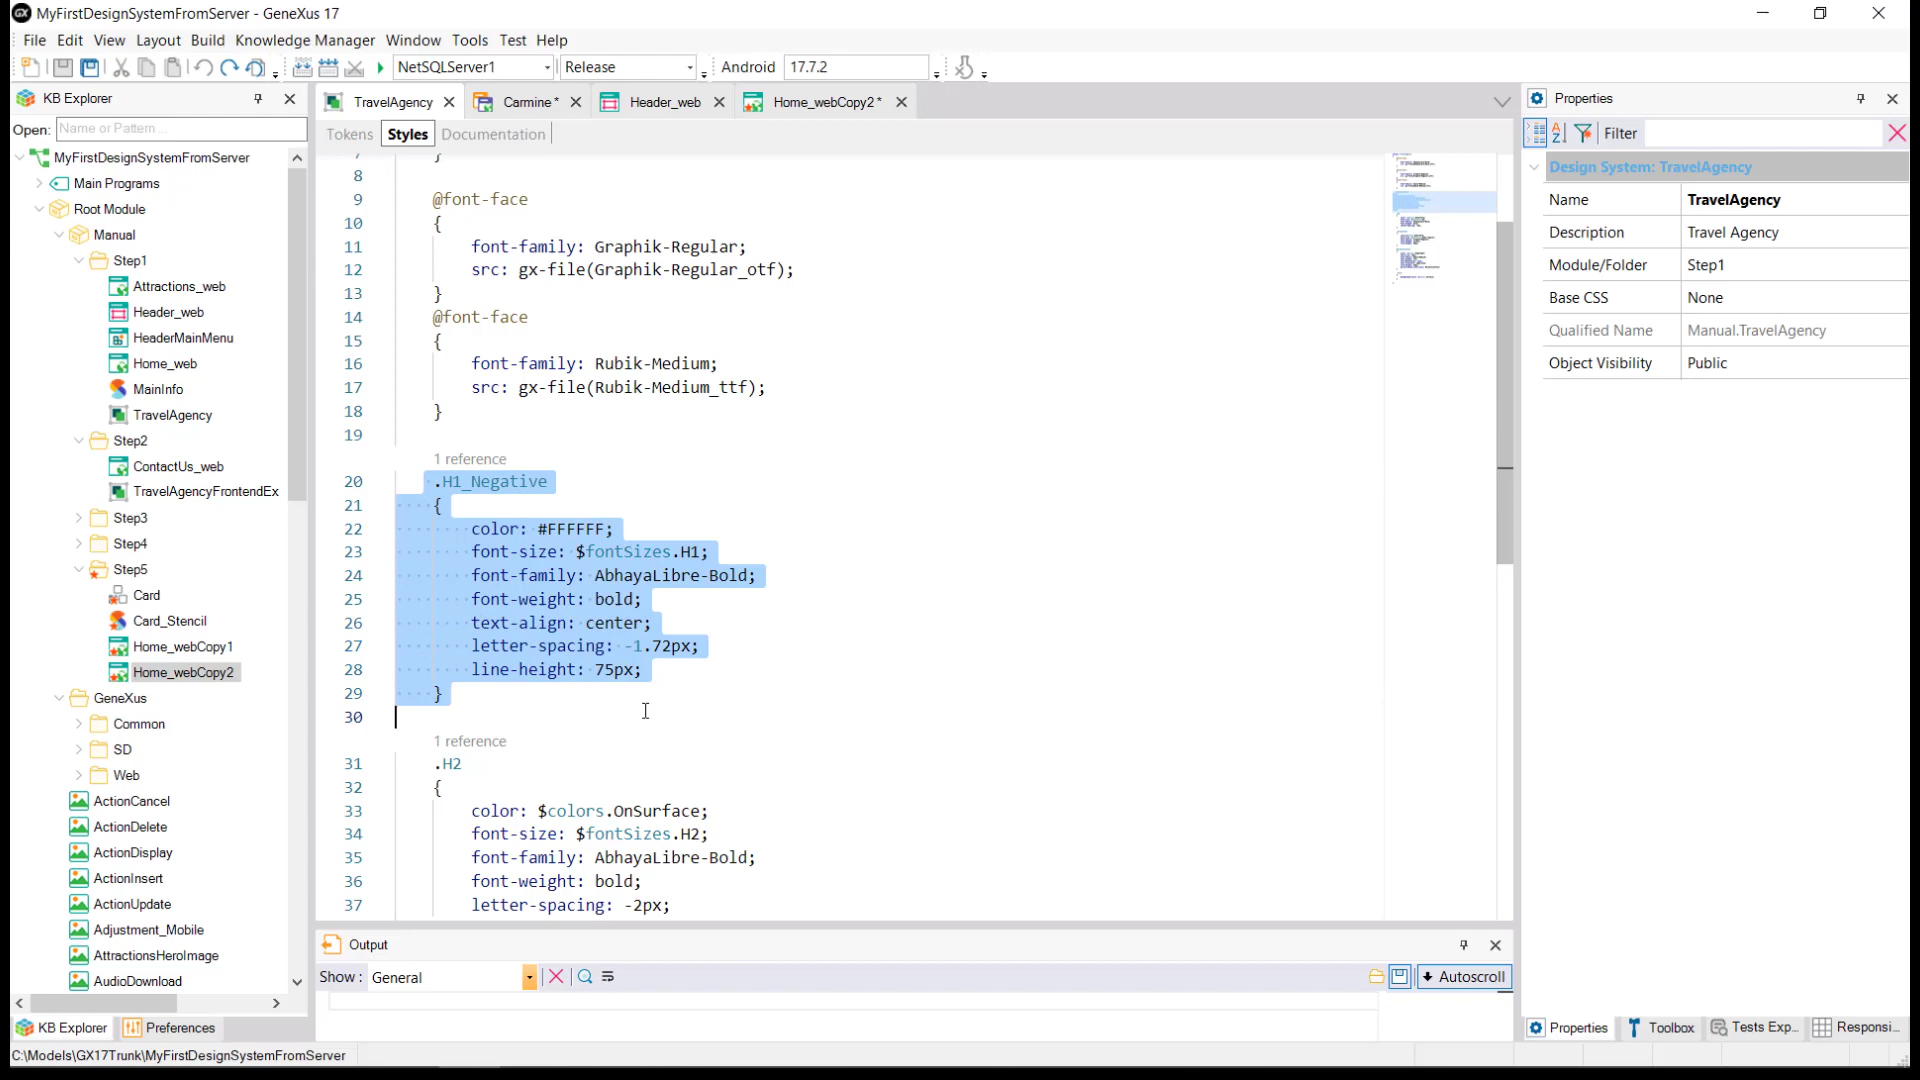 MyFirstDesignSystemFromServer - GeneXus 17
File Edit View Layout Build Knowledge Manager Window Tools Test Help
NetSQLServer1 Release Android 17.7.2
KB Explorer
Open: Name or Pattern ...
MyFirstDesignSystemFromServer
Main Programs
Root Module
Manual
Step1
Attractions_web
Header_web
HeaderMainMenu
Home_web
MainInfo
TravelAgency
Step2
ContactUs_web
TravelAgencyFrontendEx
Step3
Step4
Step5
Card
Card_Stencil
Home_webCopy1
Home_webCopy2
GeneXus
Common
SD
Web
ActionCancel
ActionDelete
ActionDisplay
ActionInsert
ActionUpdate
Adjustment_Mobile
AttractionsHeroImage
AudioDownload
KB Explorer Preferences
TravelAgency Carmine * Header_web Home_webCopy2 *
Tokens Styles Documentation
7 }
8
9 @font-face
10 {
11 font-family: Graphik-Regular;
12 src: gx-file(Graphik-Regular_otf);
13 }
14 @font-face
15 {
16 font-family: Rubik-Medium;
17 src: gx-file(Rubik-Medium_ttf);
18 }
19
1 reference
20 .H1_Negative
21 {
22 color: #FFFFFF;
23 font-size: $fontSizes.H1;
24 font-family: AbhayaLibre-Bold;
25 font-weight: bold;
26 text-align: center;
27 letter-spacing: -1.72px;
28 line-height: 75px;
29 }
30
1 reference
31 .H2
32 {
33 color: $colors.OnSurface;
34 font-size: $fontSizes.H2;
35 font-family: AbhayaLibre-Bold;
36 font-weight: bold;
37 letter-spacing: -2px;
Output
Show : General Autoscroll
Properties
Filter
Design System: TravelAgency
Name TravelAgency
Description Travel Agency
Module/Folder Step1
Base CSS None
Qualified Name Manual.TravelAgency
Object Visibility Public
Properties Toolbox Tests Exp... Responsi...
C:\Models\GX17Trunk\MyFirstDesignSystemFromServer